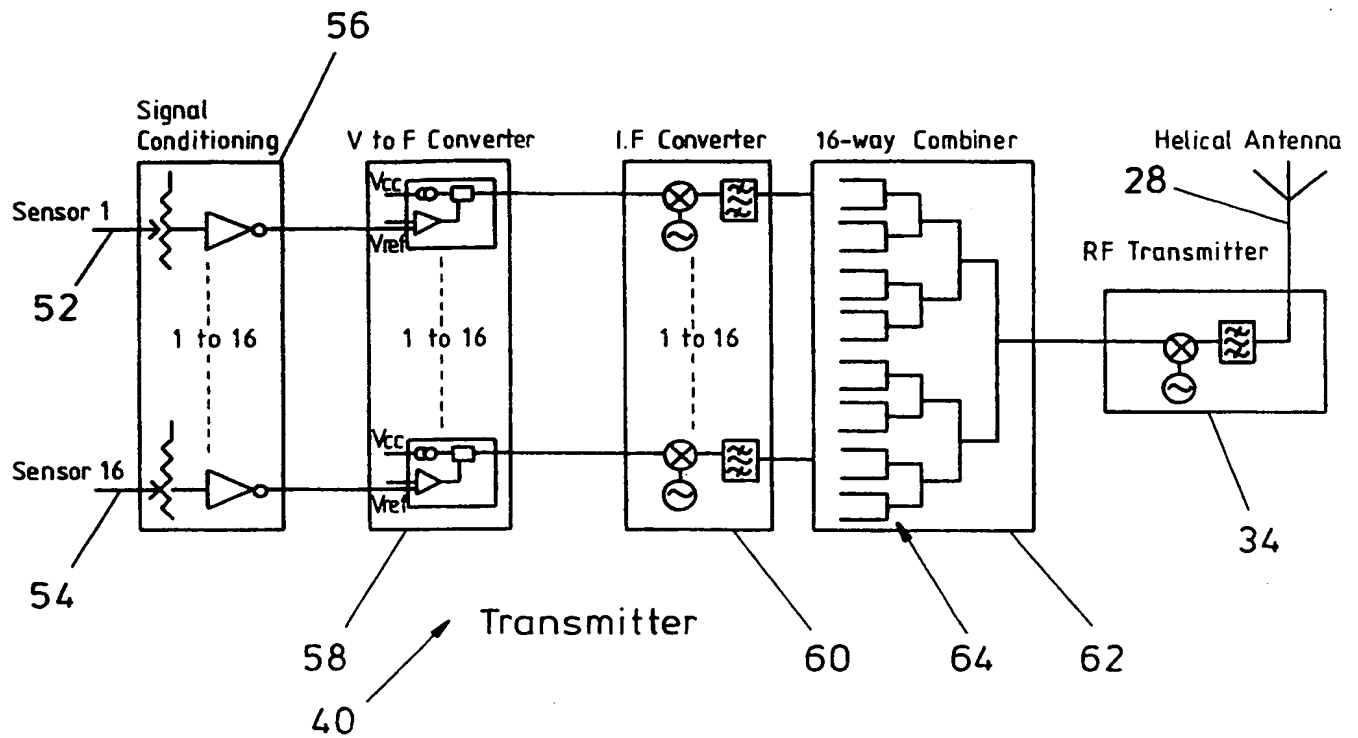 56
Signal
Conditioning
V to F Converter
I.F Converter
16-way Combiner
Helical Antenna
28
Vcc
Sensor 1
Vref
RF Transmitter
52
1 to 16
1 to 16
1 to 16
Vcc
Sensor 16
Vref
34
54
Transmitter
58
60
64
62
40